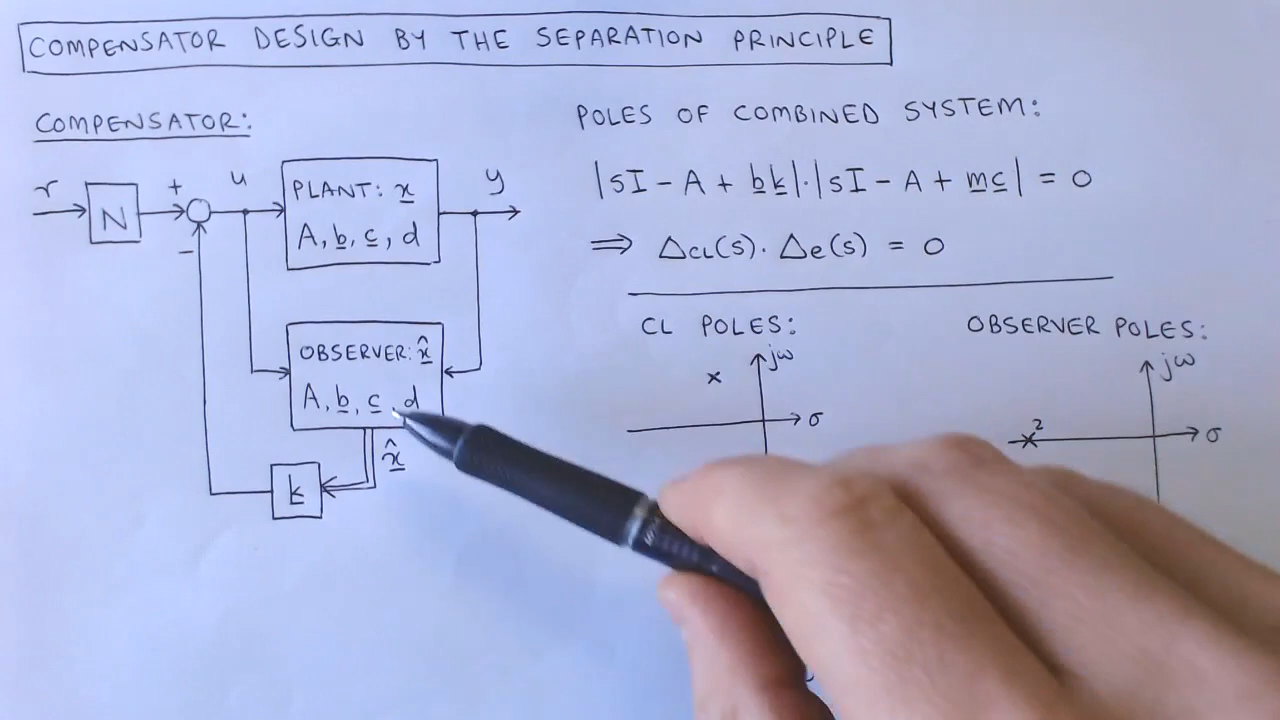 COMPENSATOR DESIGN BY THE SEPARATION PRINCIPLE
COMPENSATOR:
r
N
+
−
u
PLANT: x
A, b, c, d
y
OBSERVER: x̂
A, b, c, d
x̂
k
POLES OF COMBINED SYSTEM:
|sI − A + bk|·|sI − A + mc| = 0
⟹ ΔCL(s)·Δe(s) = 0
CL POLES:
jω
×
σ
OBSERVER POLES:
jω
×2
σ